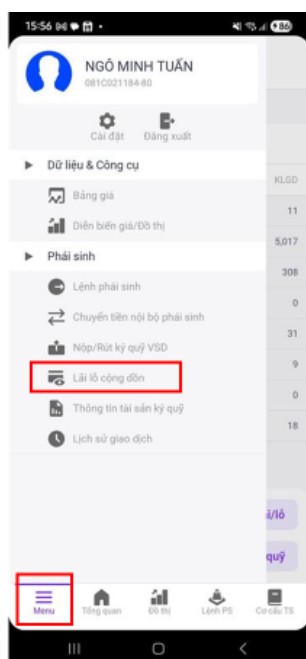 15:56
86
NGÔ MINH TUẤN
081C021184-80
Cài đặt Đăng xuất
Dữ liệu & Công cụ
Bảng giá
KLGD
Diễn biến giá/Đồ thị
11
5,017
Phái sinh
308
Lệnh phái sinh
0
Chuyển tiền nội bộ phái sinh
31
Nộp/Rút ký quỹ VSD
9
Lãi lỗ cộng dồn
0
Thông tin tài sản ký quỹ
18
Lịch sử giao dịch
ãi/lỗ
quỹ
Menu Tổng quan Đồ thị Lệnh PS Cơ cấu TS